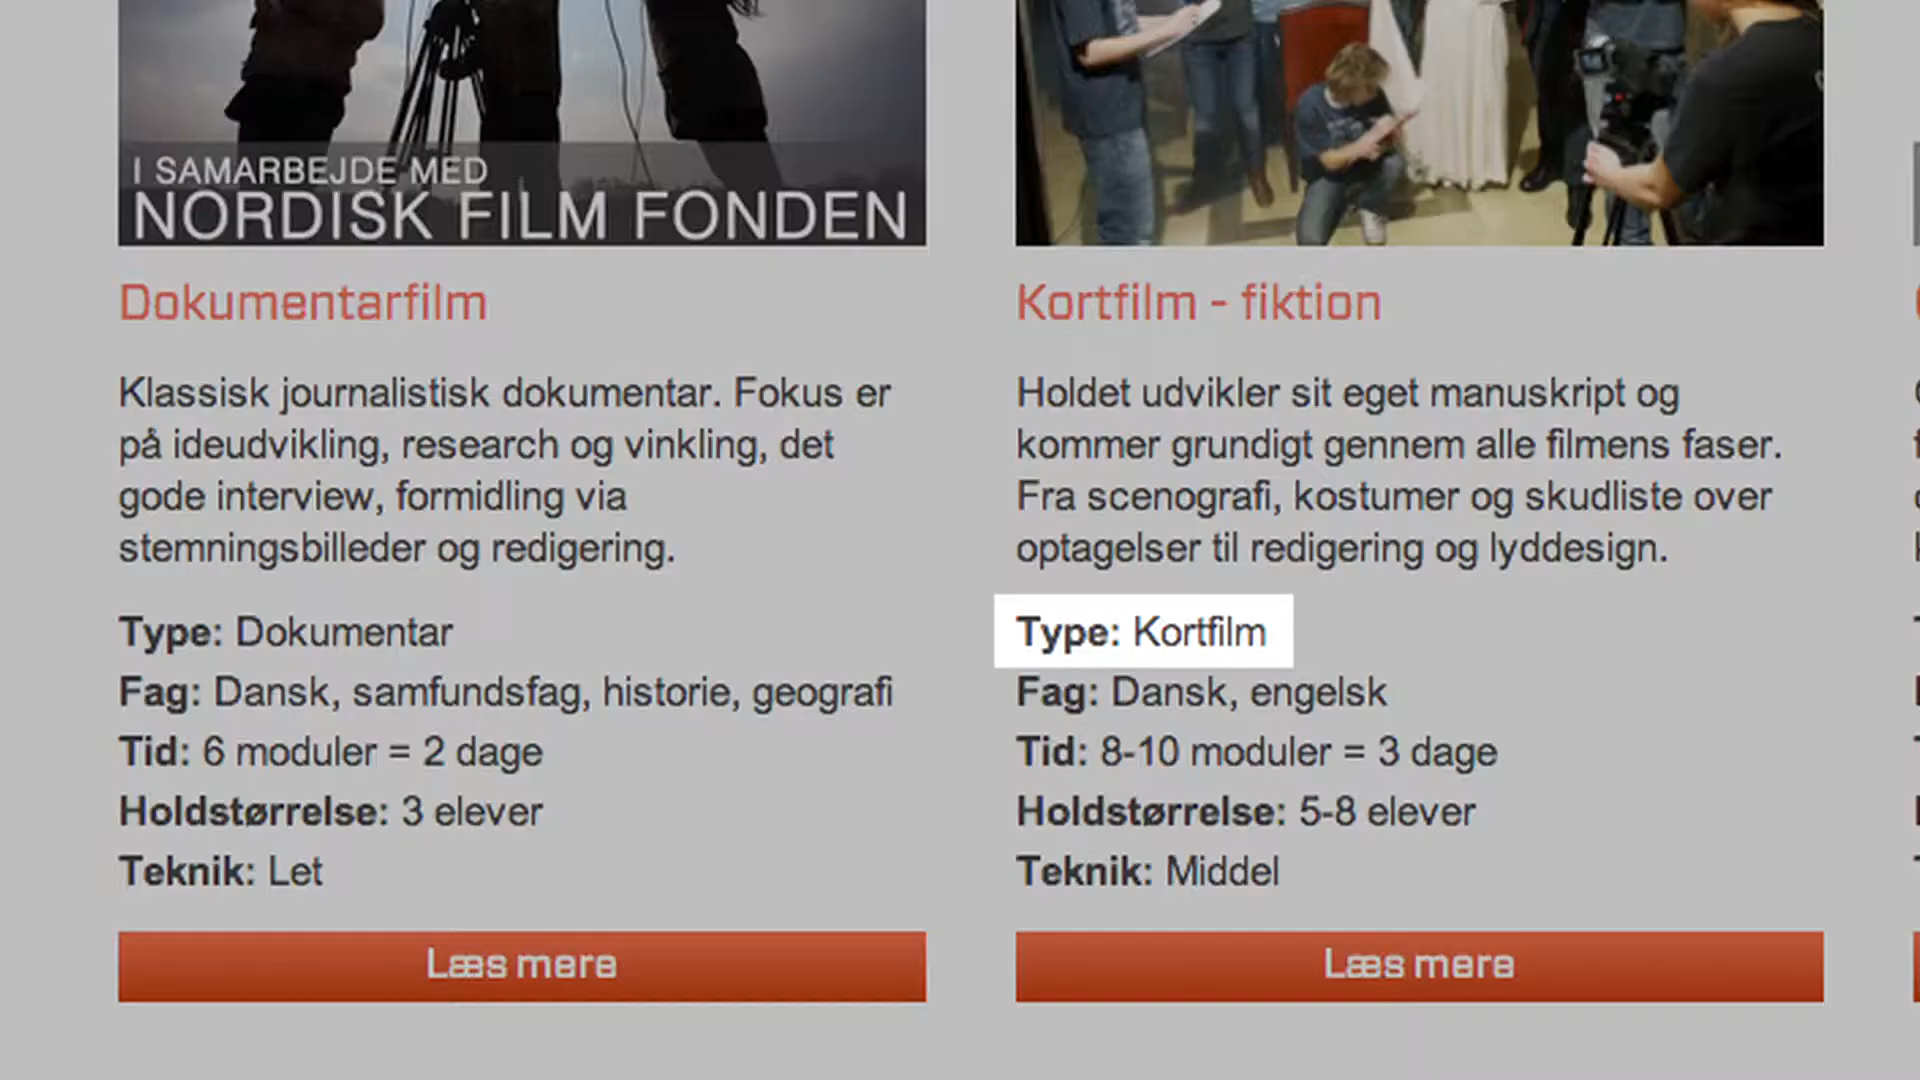 I SAMARBEJDE MED
NORDISK FILM FONDEN
Dokumentarfilm
Klassisk journalistisk dokumentar. Fokus er
på ideudvikling, research og vinkling, det
gode interview, formidling via
stemningsbilleder og redigering.
Type: Dokumentar
Fag: Dansk, samfundsfag, historie, geografi
Tid: 6 moduler = 2 dage
Holdstørrelse: 3 elever
Teknik: Let
Læs mere
Kortfilm - fiktion
Holdet udvikler sit eget manuskript og
kommer grundigt gennem alle filmens faser.
Fra scenografi, kostumer og skudliste over
optagelser til redigering og lyddesign.
Type: Kortfilm
Fag: Dansk, engelsk
Tid: 8-10 moduler = 3 dage
Holdstørrelse: 5-8 elever
Teknik: Middel
Læs mere